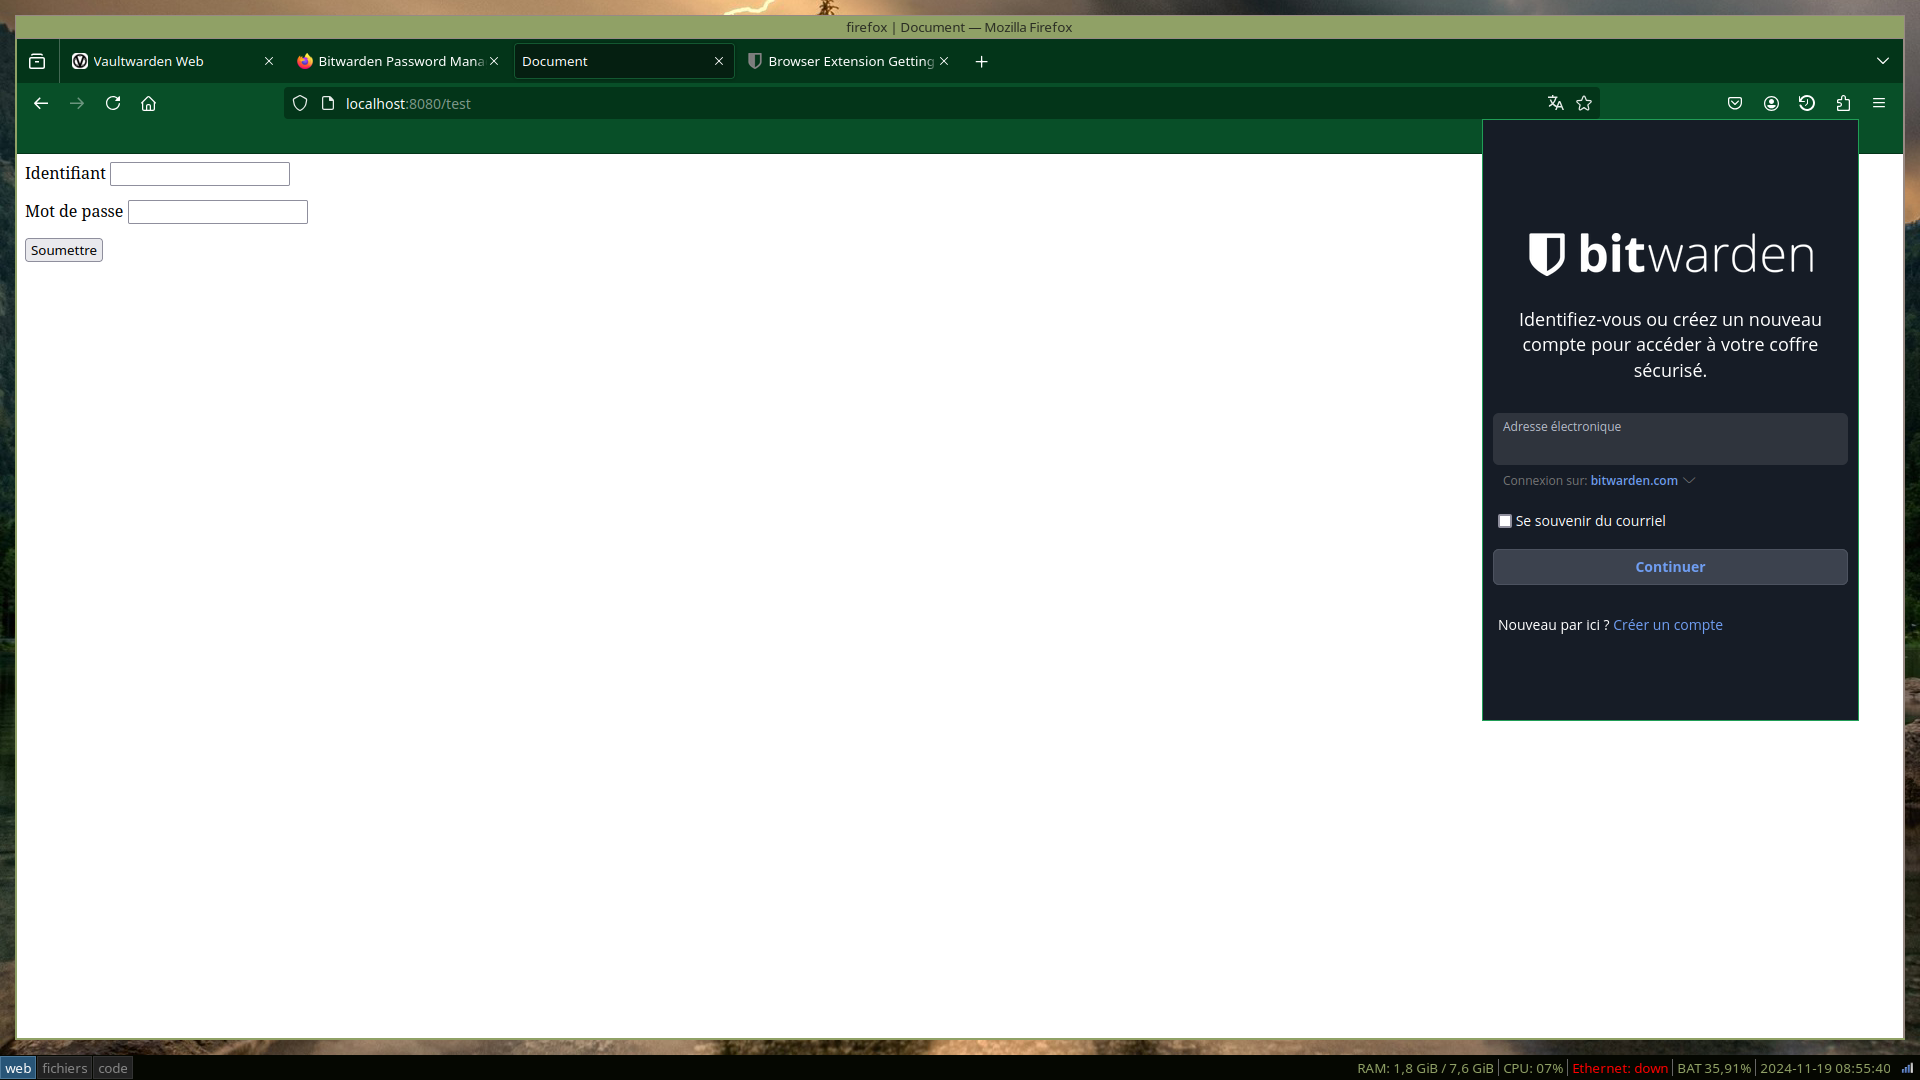 firefox | Document — Mozilla Firefox
Vaultwarden Web
Bitwarden Password Mana
Document
Browser Extension Getting
localhost:8080/test
Identifiant
Mot de passe
Soumettre
bitwarden
Identifiez-vous ou créez un nouveau
compte pour accéder à votre coffre
sécurisé.
Adresse électronique
Connexion sur: bitwarden.com
Se souvenir du courriel
Continuer
Nouveau par ici ? Créer un compte
web fichiers code
RAM: 1,8 GiB / 7,6 GiB | CPU: 07% | Ethernet: down | BAT 35,91% | 2024-11-19 08:55:40